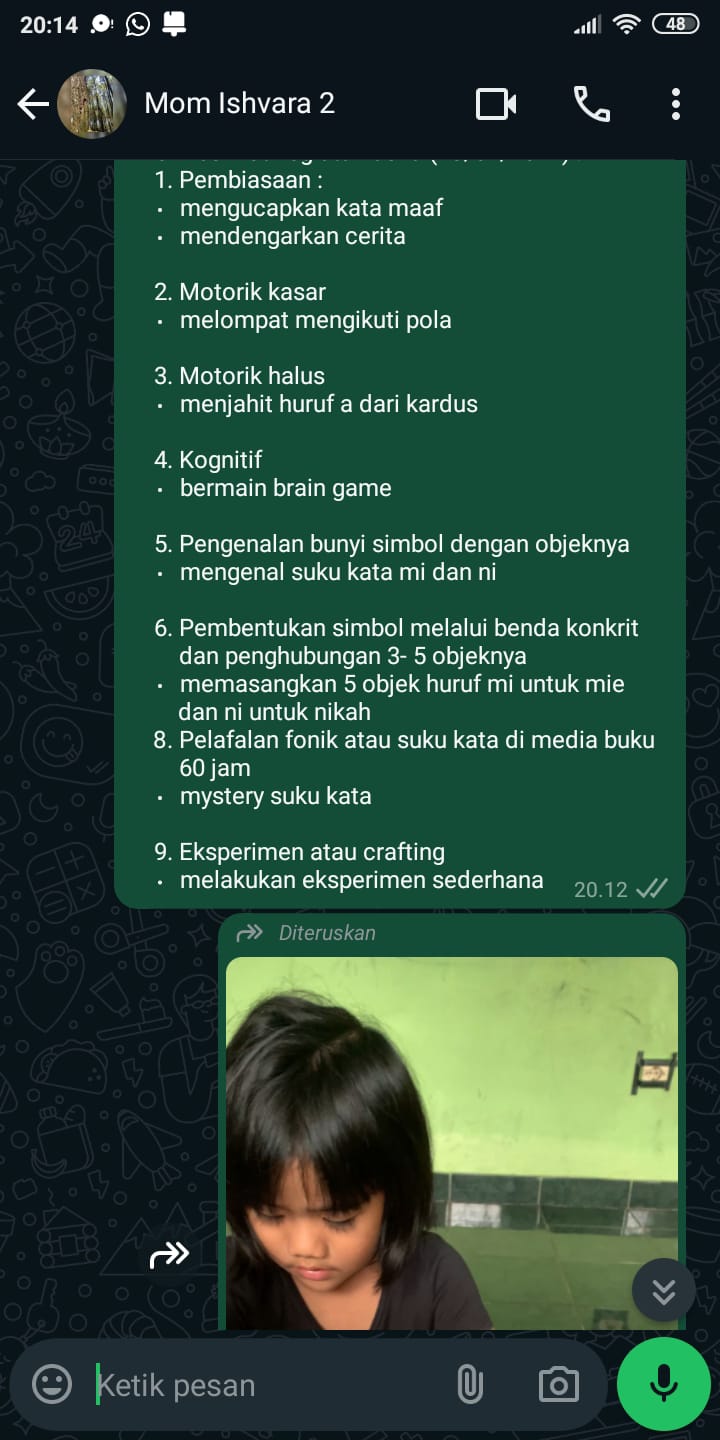 20:14
48
Mom Ishvara 2
1. Pembiasaan :
· mengucapkan kata maaf
· mendengarkan cerita
2. Motorik kasar
· melompat mengikuti pola
3. Motorik halus
· menjahit huruf a dari kardus
4. Kognitif
· bermain brain game
5. Pengenalan bunyi simbol dengan objeknya
· mengenal suku kata mi dan ni
6. Pembentukan simbol melalui benda konkrit
dan penghubungan 3- 5 objeknya
· memasangkan 5 objek huruf mi untuk mie
dan ni untuk nikah
8. Pelafalan fonik atau suku kata di media buku
60 jam
· mystery suku kata
9. Eksperimen atau crafting
· melakukan eksperimen sederhana
20.12
Diteruskan
Ketik pesan